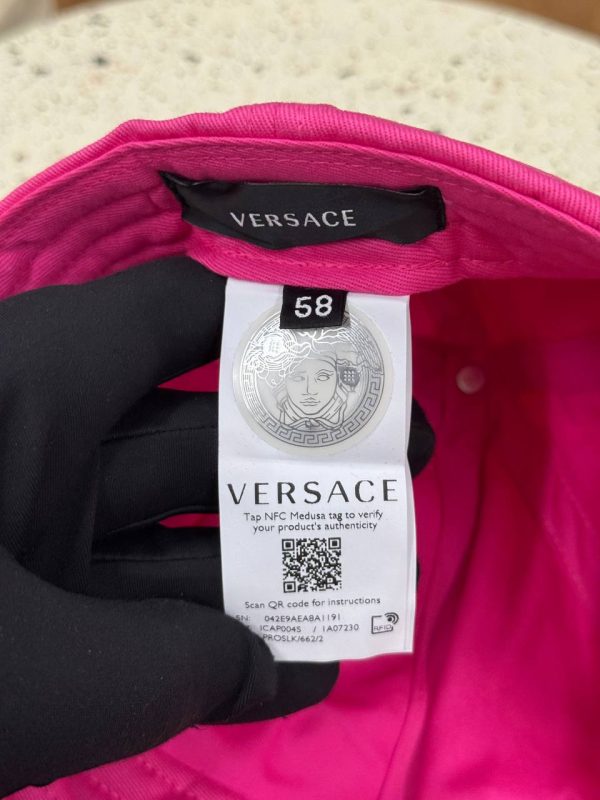 VERSACE
58
VERSACE
Tap NFC Medusa tag to verify
your product's authenticity
Scan QR code for instructions
SN: 042E9AEA8A1191
ICAP004S / 1A07230
PROSLK/662/2
RFID